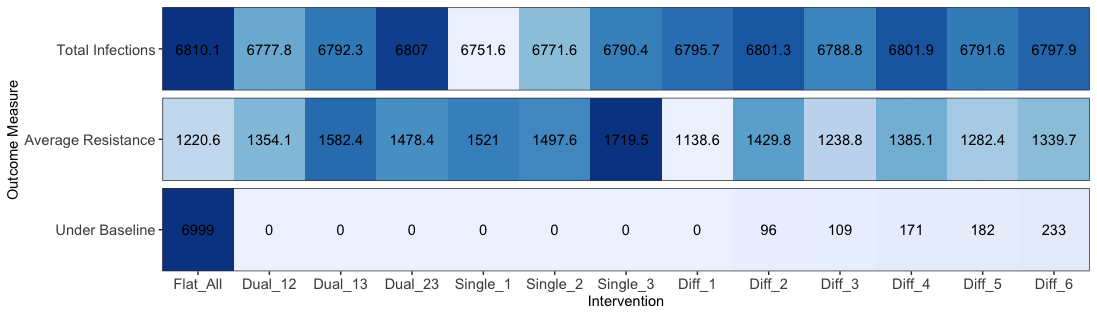 Outcome Measure
Total Infections 6810.1 6777.8 6792.3 6807 6751.6 6771.6 6790.4 6795.7 6801.3 6788.8 6801.9 6791.6 6797.9
Average Resistance 1220.6 1354.1 1582.4 1478.4 1521 1497.6 1719.5 1138.6 1429.8 1238.8 1385.1 1282.4 1339.7
Under Baseline 6999 0 0 0 0 0 0 0 96 109 171 182 233
Flat_All Dual_12 Dual_13 Dual_23 Single_1 Single_2 Single_3 Diff_1 Diff_2 Diff_3 Diff_4 Diff_5 Diff_6
Intervention